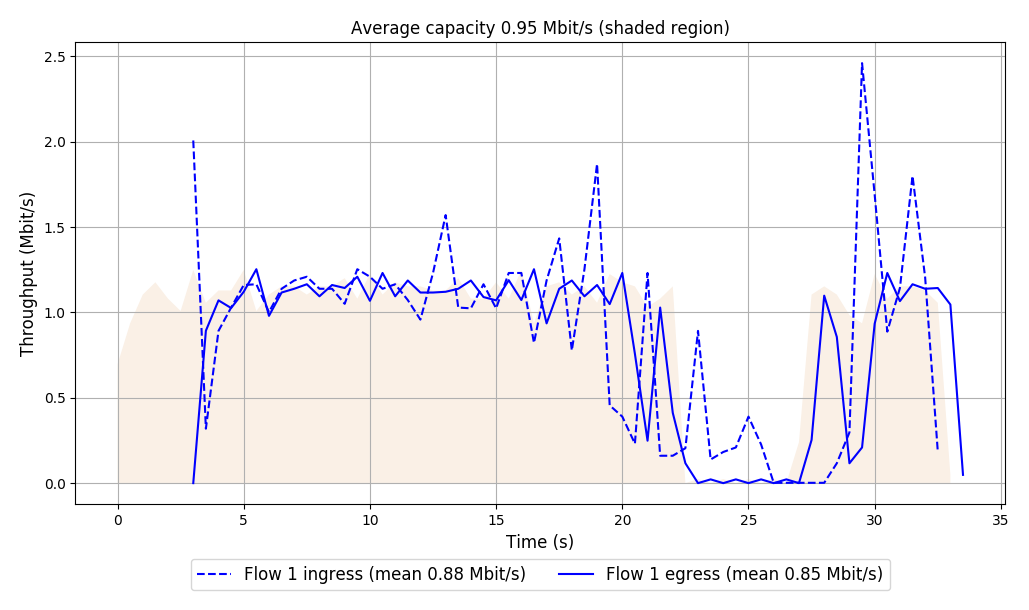 Average capacity 0.95 Mbit/s (shaded region)
Throughput (Mbit/s)
2.5
2.0
1.5
1.0
0.5
0.0
0 5 10 15 20 25 30 35
Time (s)
Flow 1 ingress (mean 0.88 Mbit/s) Flow 1 egress (mean 0.85 Mbit/s)